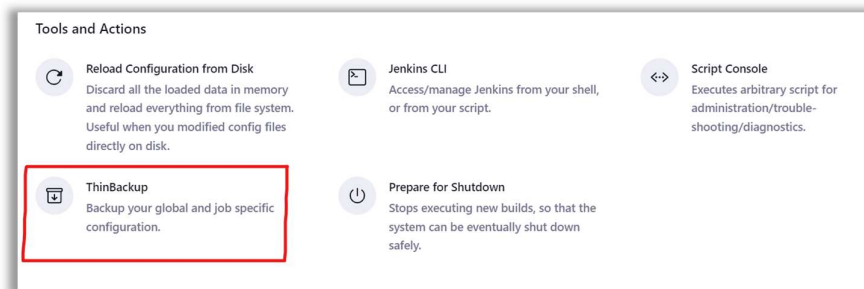 Tools and Actions
Reload Configuration from Disk
Discard all the loaded data in memory
and reload everything from file system.
Useful when you modified config files
directly on disk.
Jenkins CLI
Access/manage Jenkins from your shell,
or from your script.
Script Console
Executes arbitrary script for
administration/trouble-
shooting/diagnostics.
ThinBackup
Backup your global and job specific
configuration.
Prepare for Shutdown
Stops executing new builds, so that the
system can be eventually shut down
safely.